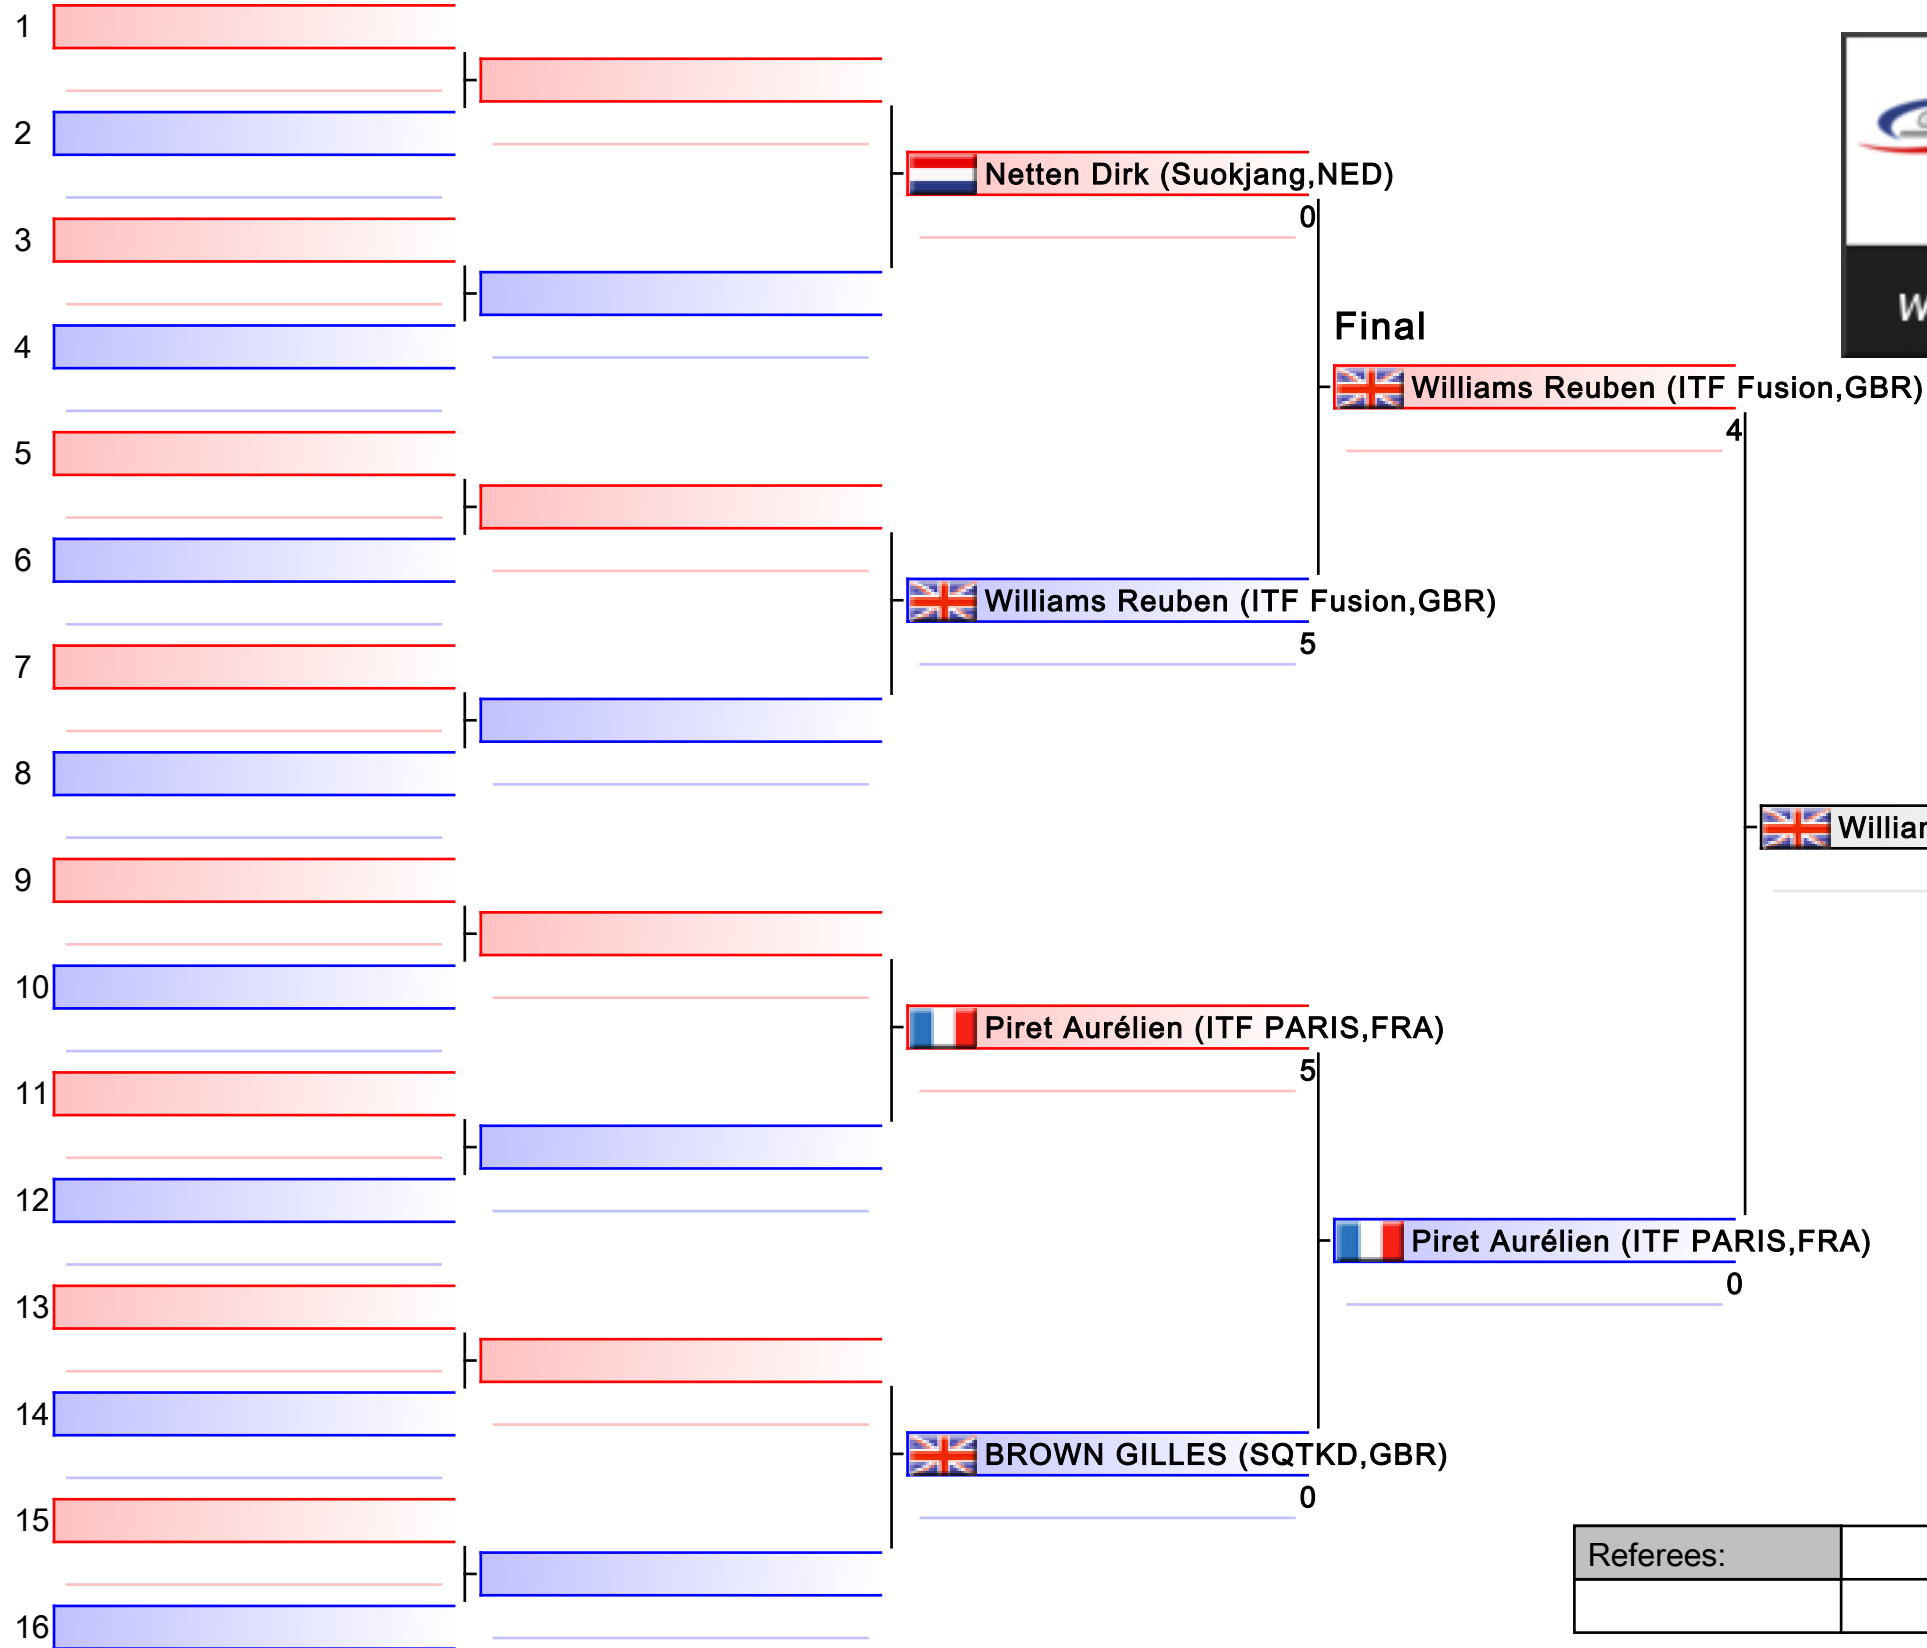 1
2
Netten Dirk (Suokjang,NED)
0
3
Final
4
Williams Reuben (ITF Fusion,GBR)
4
5
6
Williams Reuben (ITF Fusion,GBR)
5
7
8
9
10
Piret Aurélien (ITF PARIS,FRA)
5
11
12
Piret Aurélien (ITF PARIS,FRA)
0
13
14
BROWN GILLES (SQTKD,GBR)
0
15
Referees:
16